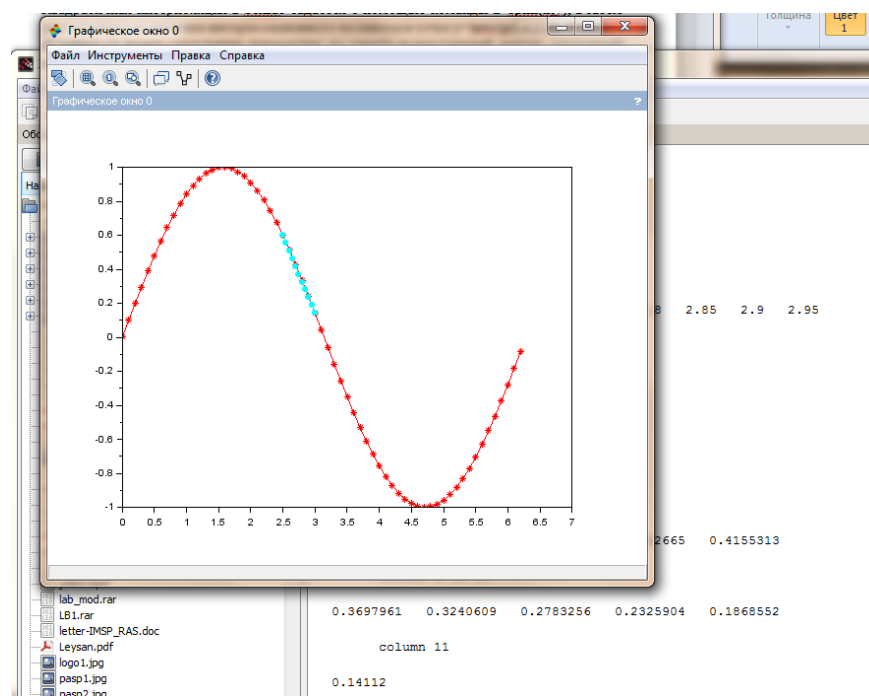 Толщина
Цвет
1
Графическое окно 0
Файл Инструменты Правка Справка
Графическое окно 0
?
1
0.8
0.6
0.4
0.2
0
-0.2
-0.4
-0.6
-0.8
-1
0 0.5 1 1.5 2 2.5 3 3.5 4 4.5 5 5.5 6 6.5 7
2.85 2.9 2.95
2665 0.4155313
0.3697961 0.3240609 0.2783256 0.2325904 0.1868552
column 11
0.14112
lab_mod.rar
LB1.rar
letter-IMSP_RAS.doc
Leysan.pdf
logo1.jpg
pasp1.jpg
pasp2.jpg